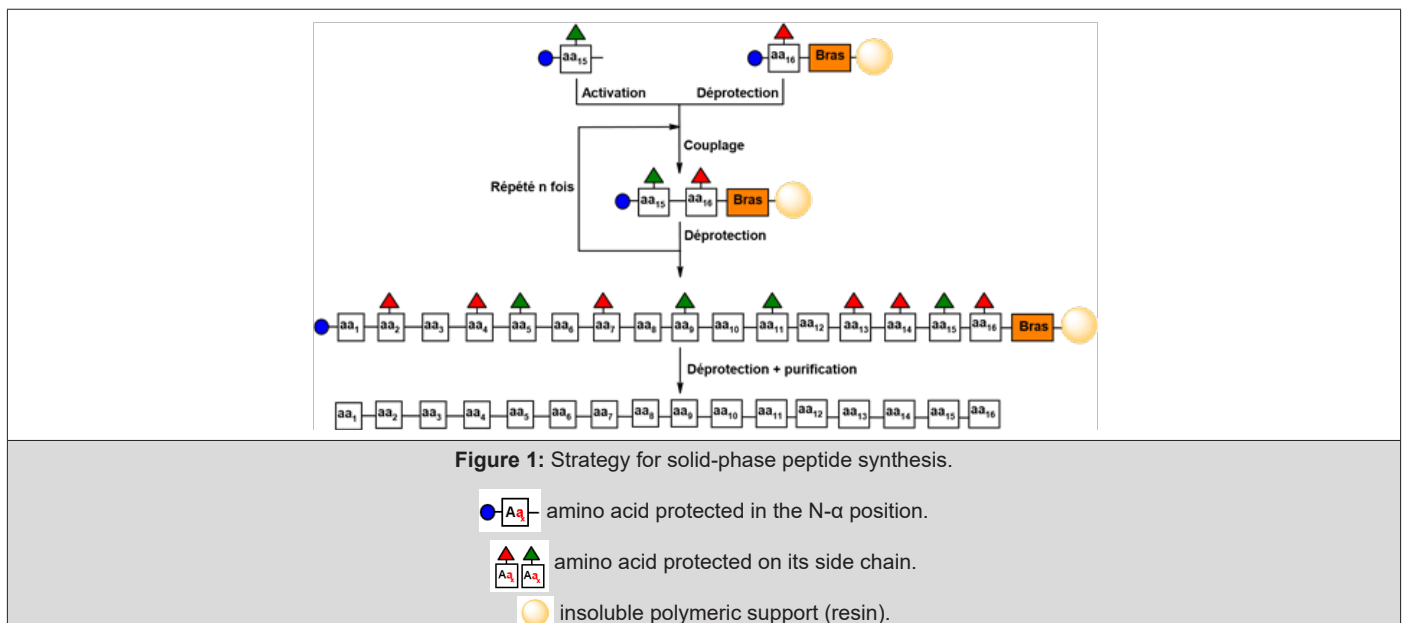 aa15 aa16 Bras
Activation Déprotection
Couplage
Répété n fois
aa15 aa16 Bras
Déprotection
aa1 aa2 aa3 aa4 aa5 aa6 aa7 aa8 aa9 aa10 aa11 aa12 aa13 aa14 aa15 aa16 Bras
Déprotection + purification
aa1 aa2 aa3 aa4 aa5 aa6 aa7 aa8 aa9 aa10 aa11 aa12 aa13 aa14 aa15 aa16
Figure 1: Strategy for solid-phase peptide synthesis.
Aax amino acid protected in the N-α position.
Aax Aax amino acid protected on its side chain.
insoluble polymeric support (resin).